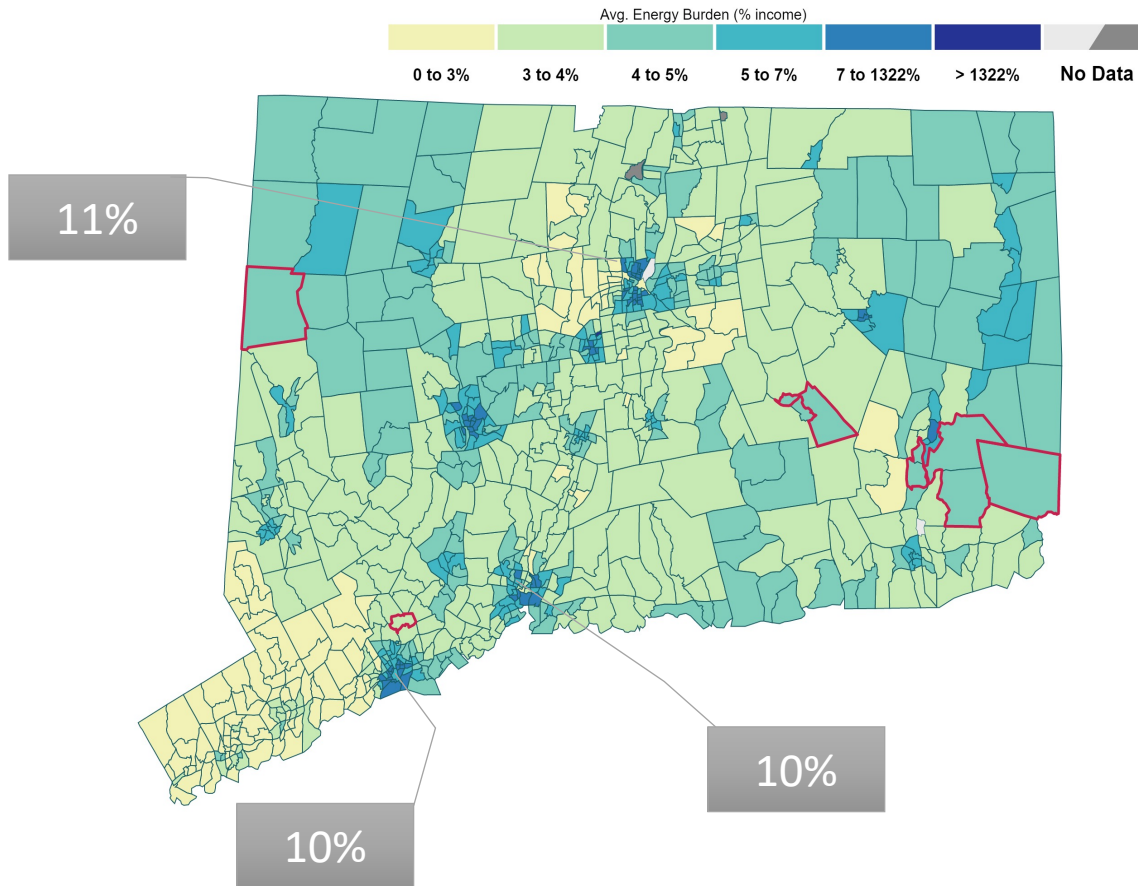 Avg. Energy Burden (% income)
0 to 3% 3 to 4% 4 to 5% 5 to 7% 7 to 1322% > 1322% No Data
11%
10%
10%